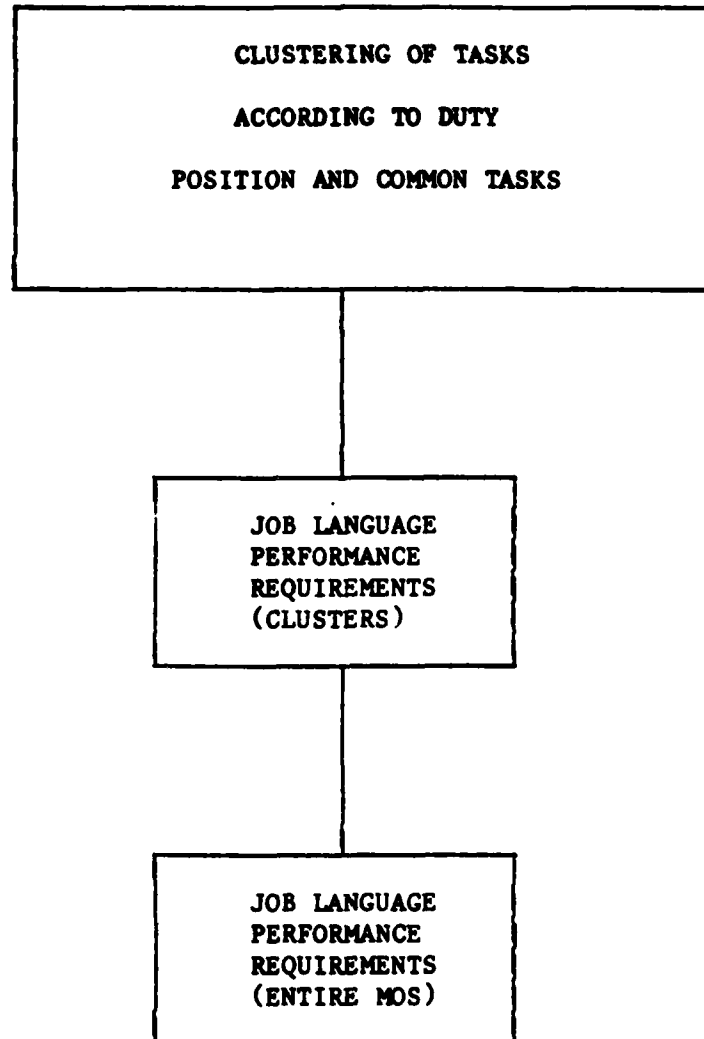 CLUSTERING OF TASKS
ACCORDING TO DUTY
POSITION AND COMMON TASKS
JOB LANGUAGE
PERFORMANCE
REQUIREMENTS
(CLUSTERS)
JOB LANGUAGE
PERFORMANCE
REQUIREMENTS
(ENTIRE MOS)